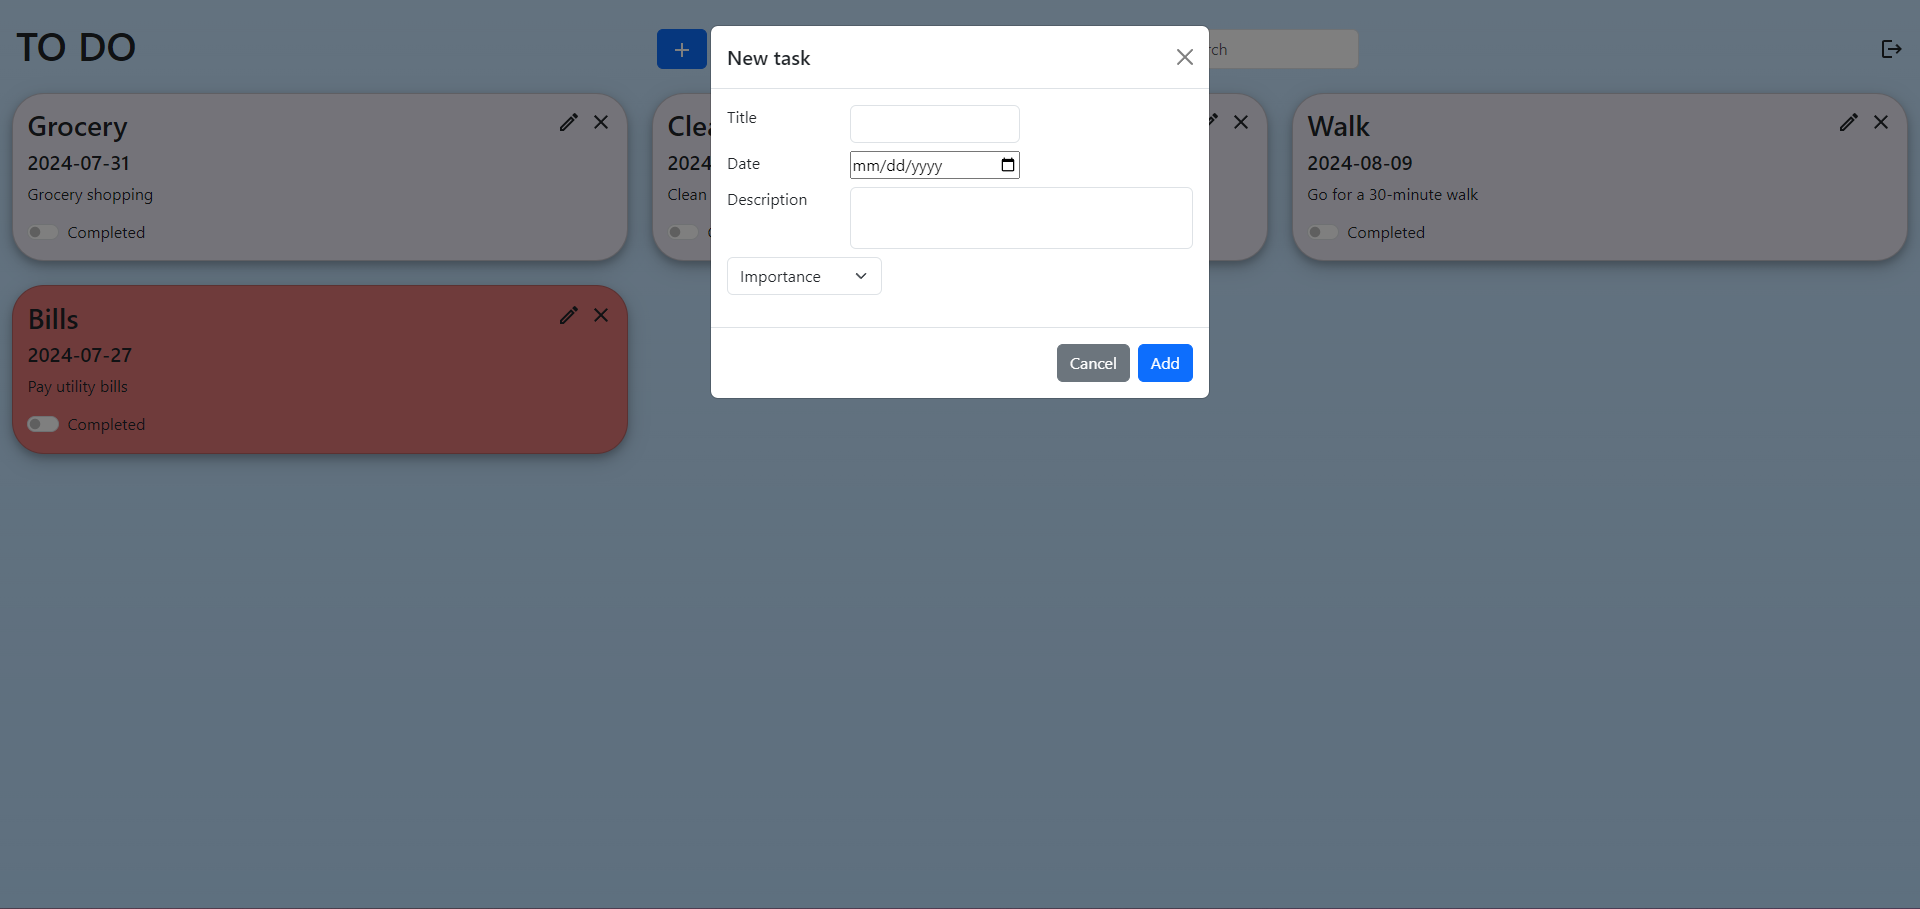 TO DO
New task
Title
Date
mm/dd/yyyy
Description
Importance
Cancel
Add
Grocery
2024-07-31
Grocery shopping
Completed
2024
Clean
Walk
2024-08-09
Go for a 30-minute walk
Completed
Bills
2024-07-27
Pay utility bills
Completed